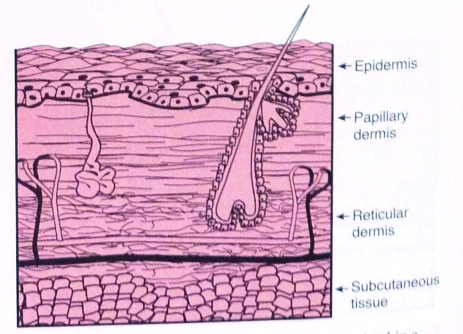 Epidermis
Papillary
dermis
Reticular
dermis
Subcutaneous
tissue